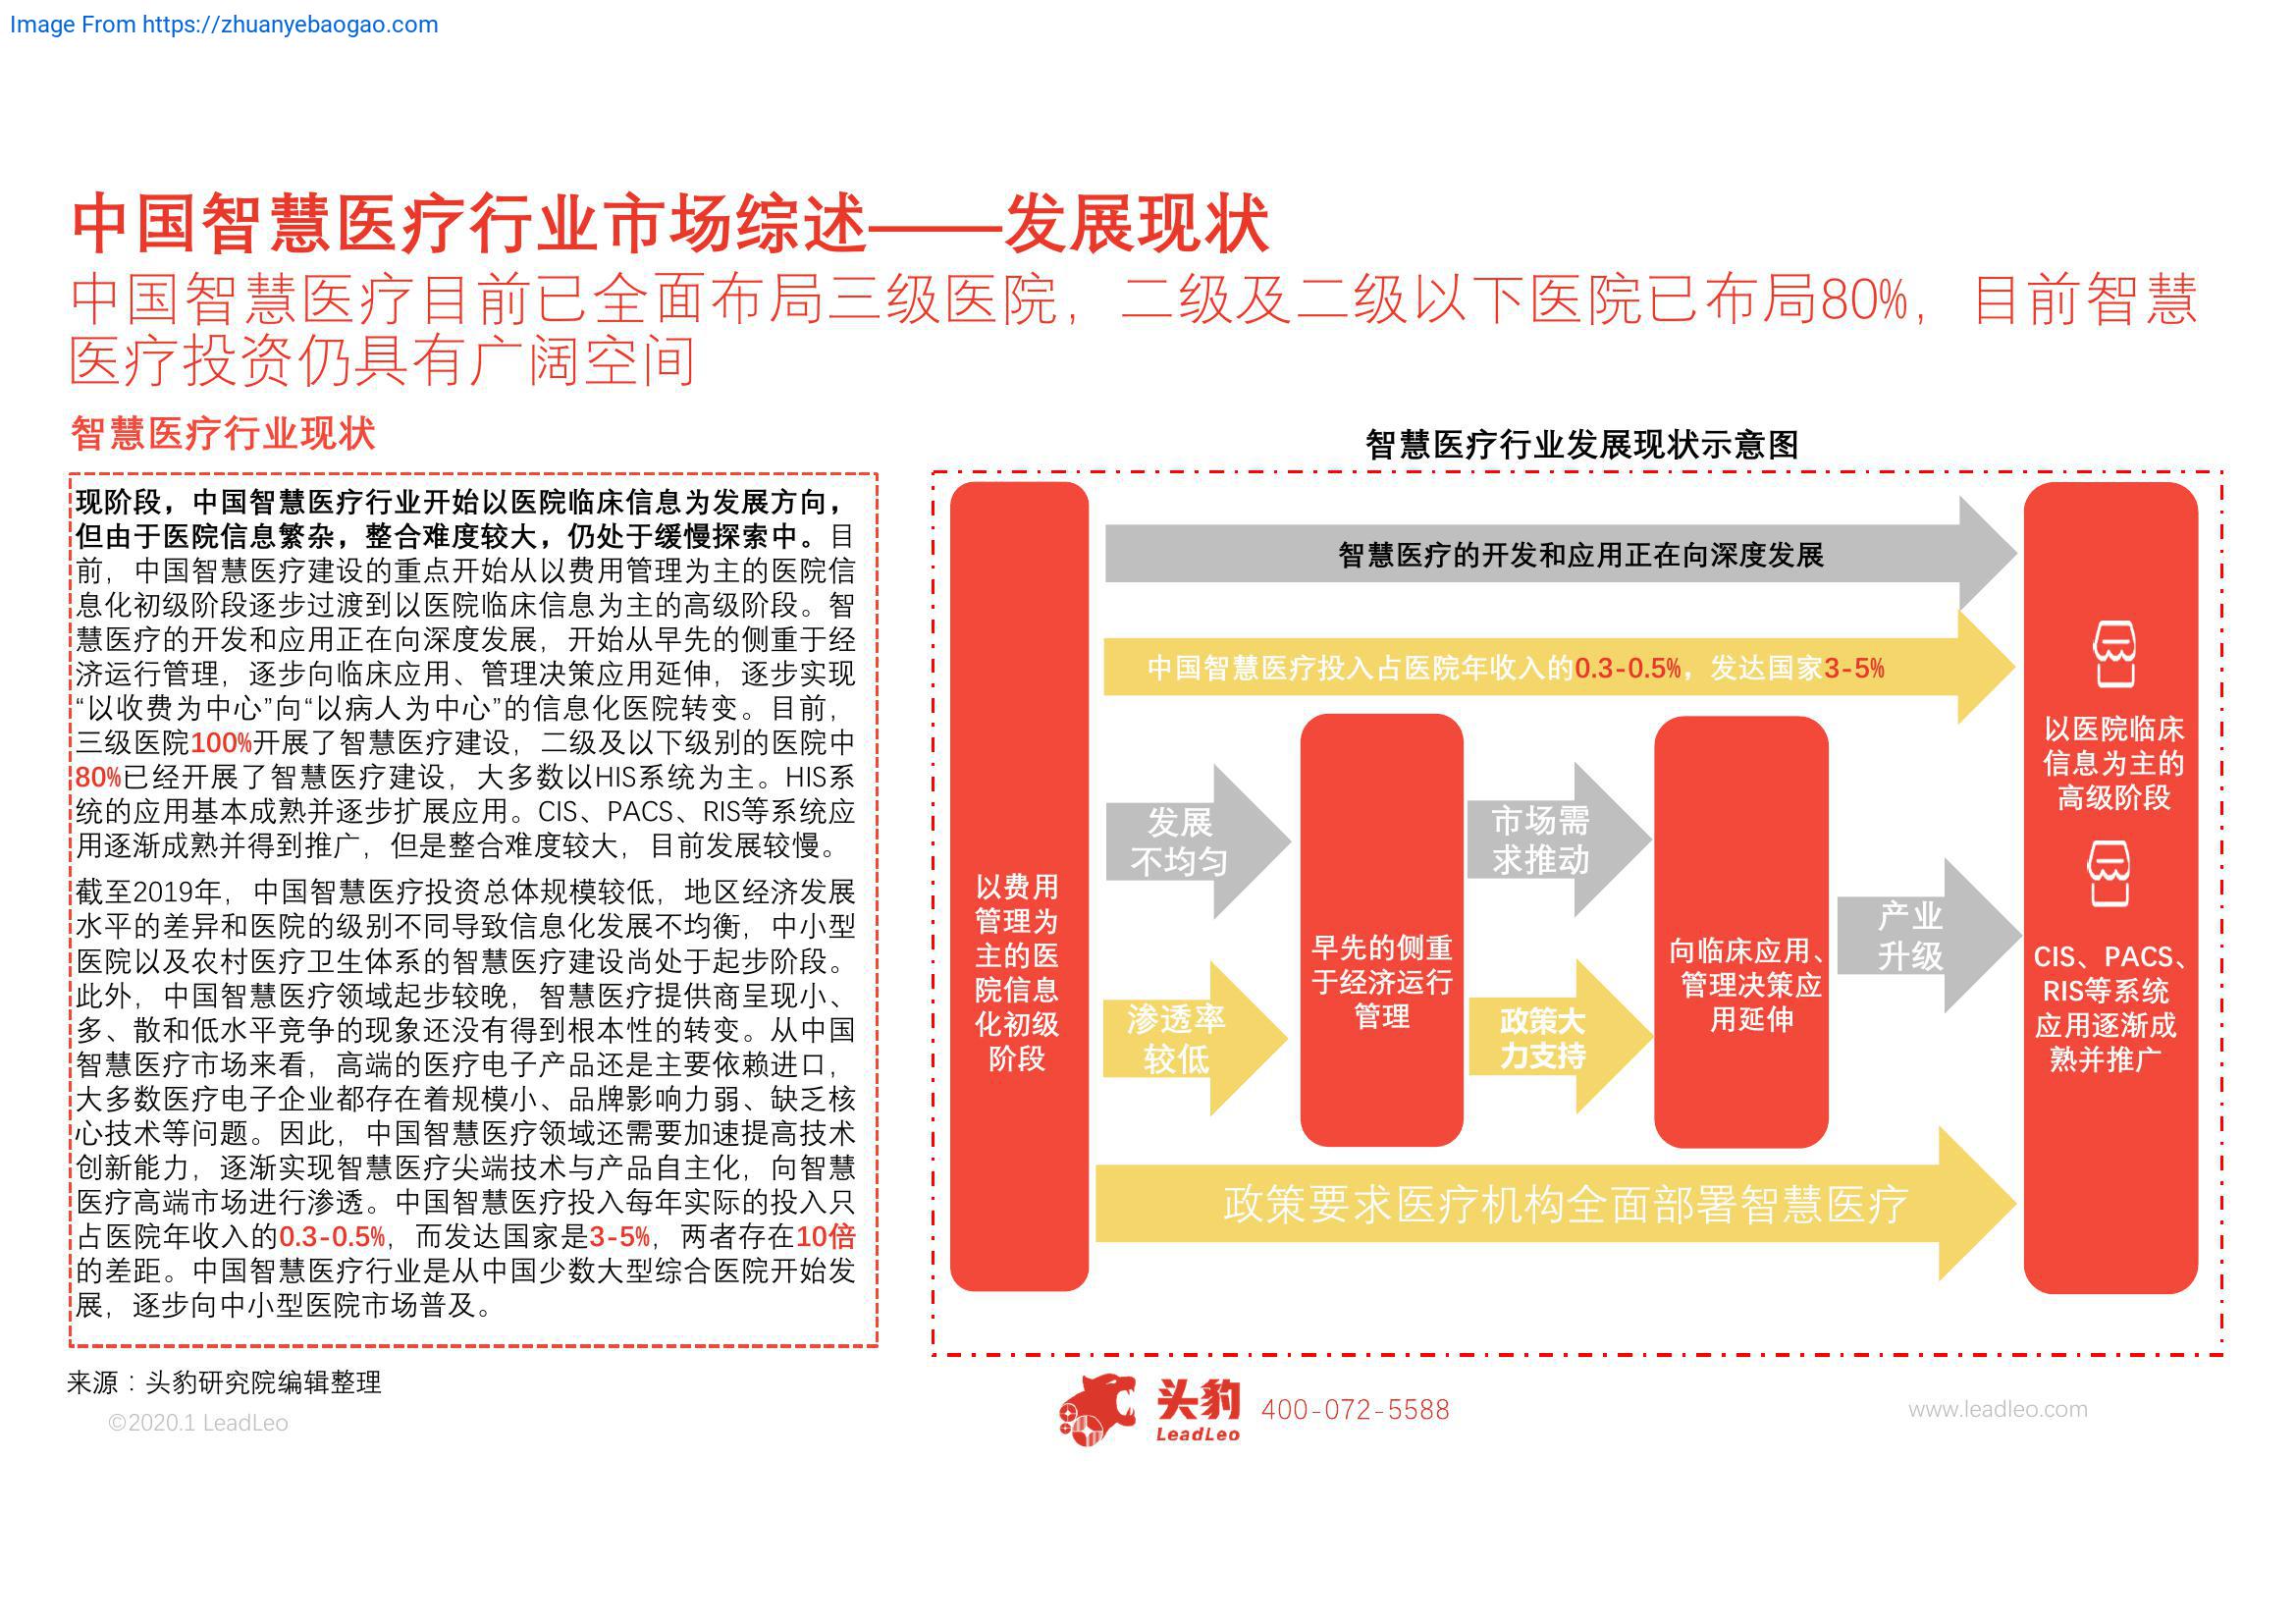 Image From https://zhuanyebaogao.com
中国智慧医疗行业市场综述——发展现状
中国智慧医疗目前已全面布局三级医院，二级及二级以下医院已布局80%，目前智慧
医疗投资仍具有广阔空间
智慧医疗行业现状
现阶段，中国智慧医疗行业开始以医院临床信息为发展方向，
但由于医院信息繁杂，整合难度较大，仍处于缓慢探索中。目
前，中国智慧医疗建设的重点开始从以费用管理为主的医院信
息化初级阶段逐步过渡到以医院临床信息为主的高级阶段。智
慧医疗的开发和应用正在向深度发展，开始从早先的侧重于经
济运行管理，逐步向临床应用、管理决策应用延伸，逐步实现
“以收费为中心”向“以病人为中心”的信息化医院转变。目前，
三级医院100%开展了智慧医疗建设，二级及以下级别的医院中
80%已经开展了智慧医疗建设，大多数以HIS系统为主。HIS系
统的应用基本成熟并逐步扩展应用。CIS、PACS、RIS等系统应
用逐渐成熟并得到推广，但是整合难度较大，目前发展较慢。
截至2019年，中国智慧医疗投资总体规模较低，地区经济发展
水平的差异和医院的级别不同导致信息化发展不均衡，中小型
医院以及农村医疗卫生体系的智慧医疗建设尚处于起步阶段。
此外，中国智慧医疗领域起步较晚，智慧医疗提供商呈现小、
多、散和低水平竞争的现象还没有得到根本性的转变。从中国
智慧医疗市场来看，高端的医疗电子产品还是主要依赖进口，
大多数医疗电子企业都存在着规模小、品牌影响力弱、缺乏核
心技术等问题。因此，中国智慧医疗领域还需要加速提高技术
创新能力，逐渐实现智慧医疗尖端技术与产品自主化，向智慧
医疗高端市场进行渗透。中国智慧医疗投入每年实际的投入只
占医院年收入的0.3-0.5%，而发达国家是3-5%，两者存在10倍
的差距。中国智慧医疗行业是从中国少数大型综合医院开始发
展，逐步向中小型医院市场普及。
智慧医疗行业发展现状示意图
以费用
管理为
主的医
院信息
化初级
阶段
智慧医疗的开发和应用正在向深度发展
中国智慧医疗投入占医院年收入的0.3-0.5%，发达国家3-5%
发展
不均匀
渗透率
较低
早先的侧重
于经济运行
管理
市场需
求推动
政策大
力支持
向临床应用、
管理决策应
用延伸
产业
升级
政策要求医疗机构全面部署智慧医疗
以医院临床
信息为主的
高级阶段
CIS、PACS、
RIS等系统
应用逐渐成
熟并推广
来源：头豹研究院编辑整理
©2020.1 LeadLeo
头豹
LeadLeo
400-072-5588
www.leadleo.com